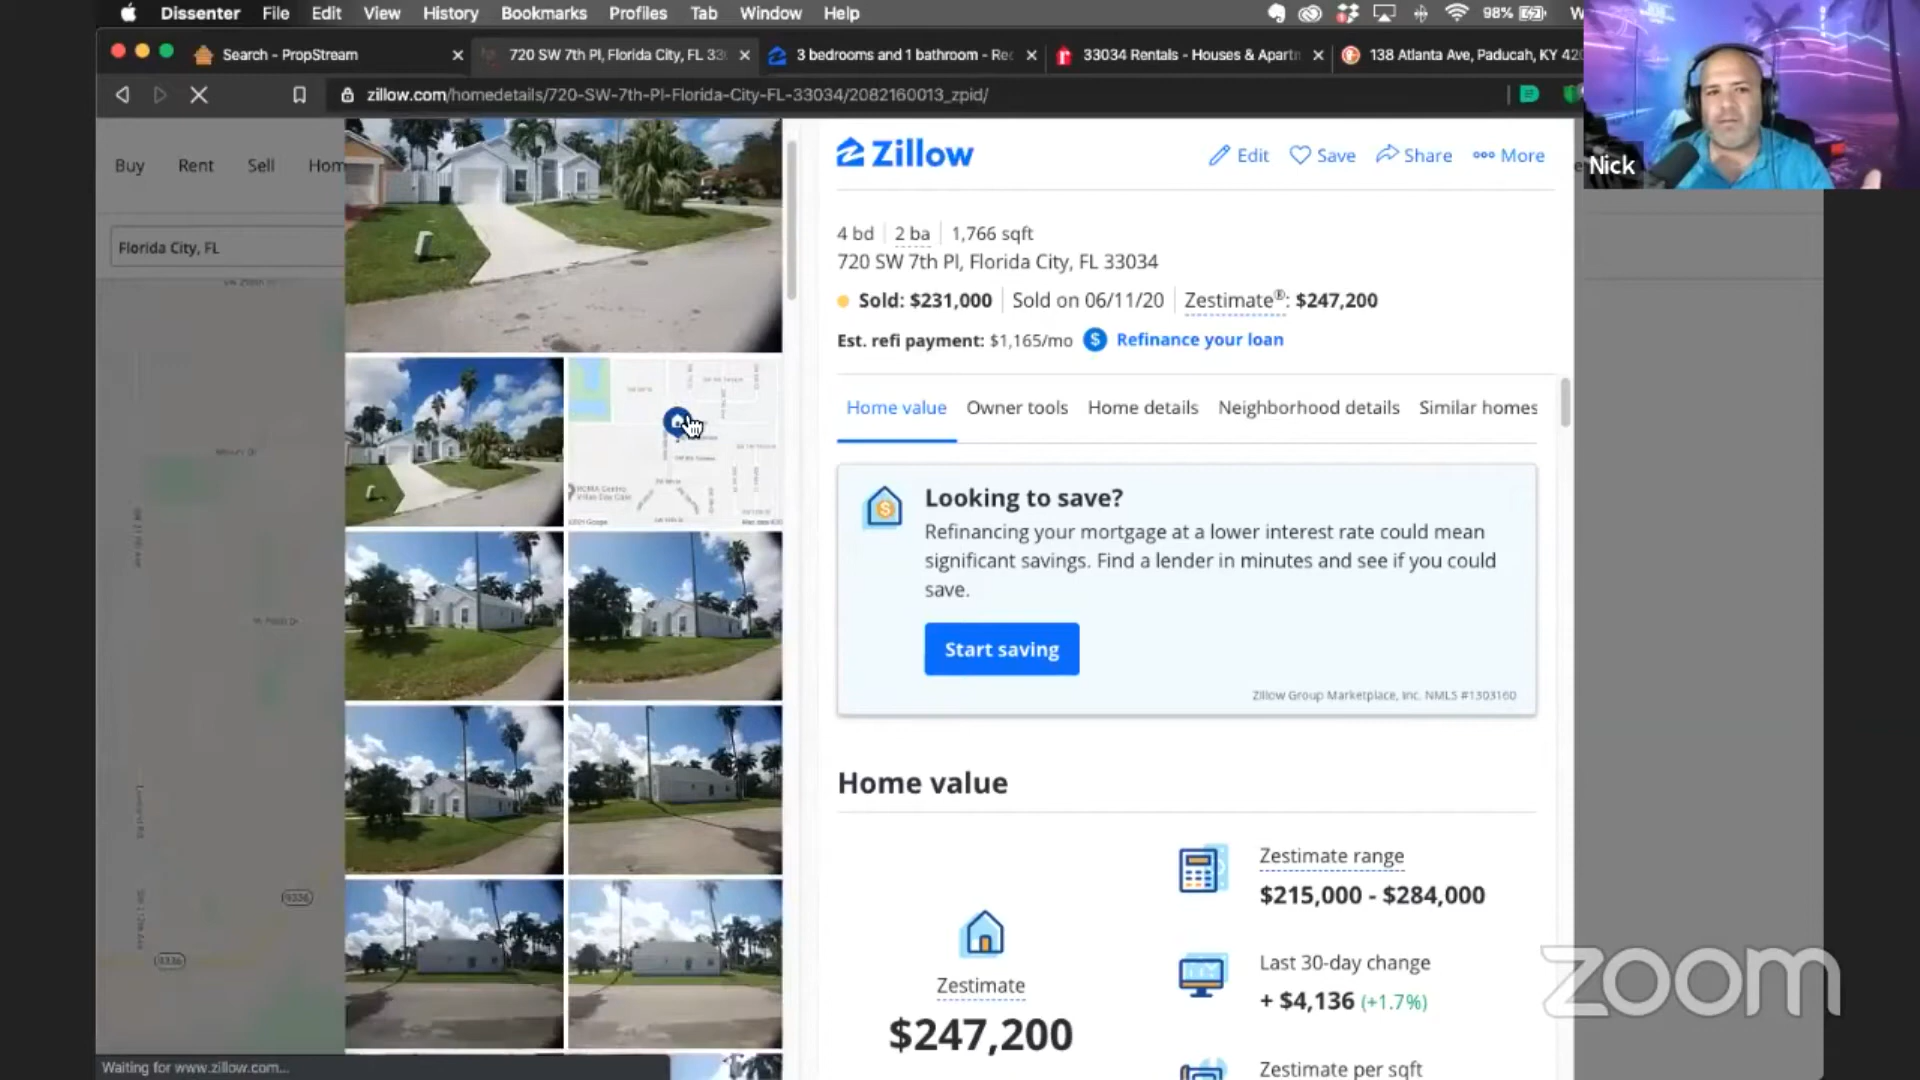 Dissenter File Edit View History Bookmarks Profiles Tab Window Help
98%
Search - PropStream
720 SW 7th Pl, Florida City, FL 33
3 bedrooms and 1 bathroom - Rec
33034 Rentals - Houses & Apartm
138 Atlanta Ave, Paducah, KY 420
zillow.com/homedetails/720-SW-7th-Pl-Florida-City-FL-33034/2082160013_zpid/
Nick
Buy Rent Sell Hom
Florida City, FL
Zillow
Edit Save Share More
4 bd 2 ba 1,766 sqft
720 SW 7th Pl, Florida City, FL 33034
Sold: $231,000 Sold on 06/11/20 Zestimate®: $247,200
Est. refi payment: $1,165/mo Refinance your loan
Home value Owner tools Home details Neighborhood details Similar homes
Looking to save?
Refinancing your mortgage at a lower interest rate could mean
significant savings. Find a lender in minutes and see if you could
save.
Start saving
Zillow Group Marketplace, Inc. NMLS #1303160
Home value
Zestimate range
$215,000 - $284,000
Last 30-day change
+ $4,136 (+1.7%)
Zestimate
$247,200
Zestimate per sqft
9336
9336
Waiting for www.zillow.com...
zoom